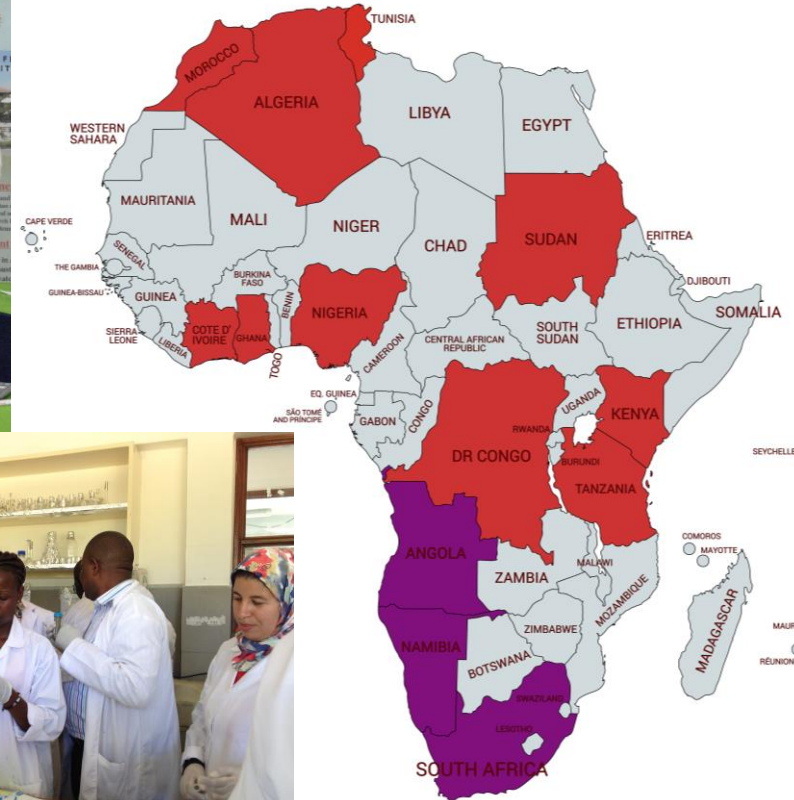 TUNISIA
MOROCCO
ALGERIA
LIBYA
EGYPT
WESTERN
SAHARA
MAURITANIA
MALI
NIGER
CHAD
SUDAN
ERITREA
CAPE VERDE
SENEGAL
THE GAMBIA
GUINEA-BISSAU
GUINEA
BURKINA
FASO
BENIN
NIGERIA
DJIBOUTI
SOMALIA
ETHIOPIA
SOUTH
SUDAN
CENTRAL AFRICAN
REPUBLIC
CAMEROON
SIERRA
LEONE
LIBERIA
COTE D'
IVOIRE
GHANA
TOGO
EQ. GUINEA
SÃO TOMÉ
AND PRÍNCIPE
GABON
CONGO
UGANDA
KENYA
RWANDA
DR CONGO
BURUNDI
TANZANIA
SEYCHELLE
COMOROS
MAYOTTE
ANGOLA
ZAMBIA
MALAWI
MOZAMBIQUE
MADAGASCAR
ZIMBABWE
NAMIBIA
BOTSWANA
MAUR
RÉUNION
SWAZILAND
LESOTHO
SOUTH AFRICA